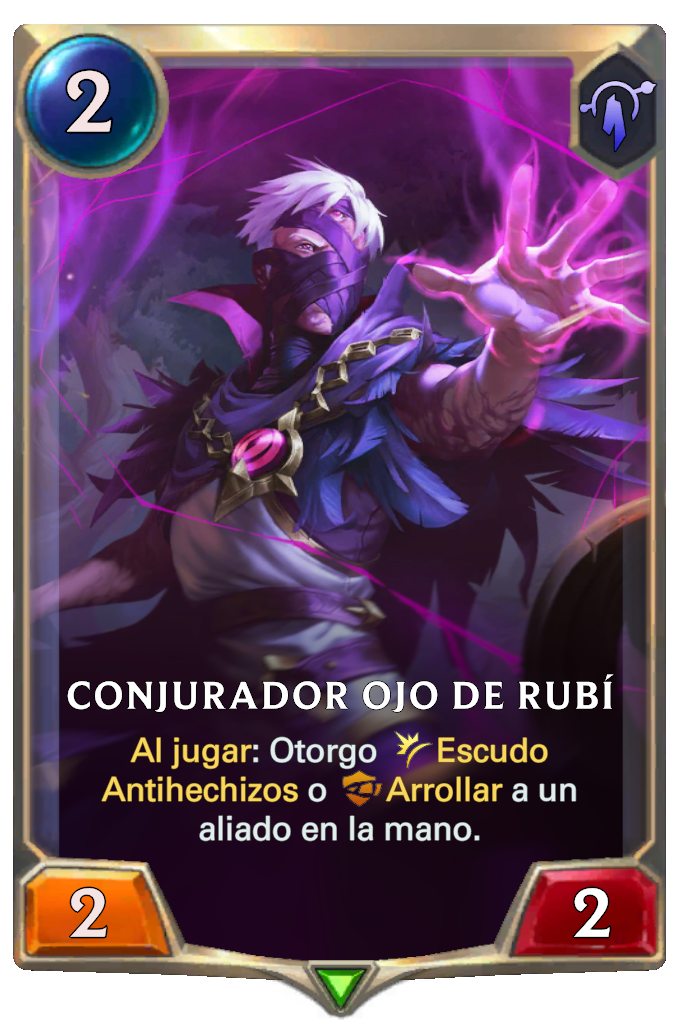 2
CONJURADOR OJO DE RUBÍ
Al jugar: Otorgo Escudo
Antihechizos o Arrollar a un
aliado en la mano.
2 2